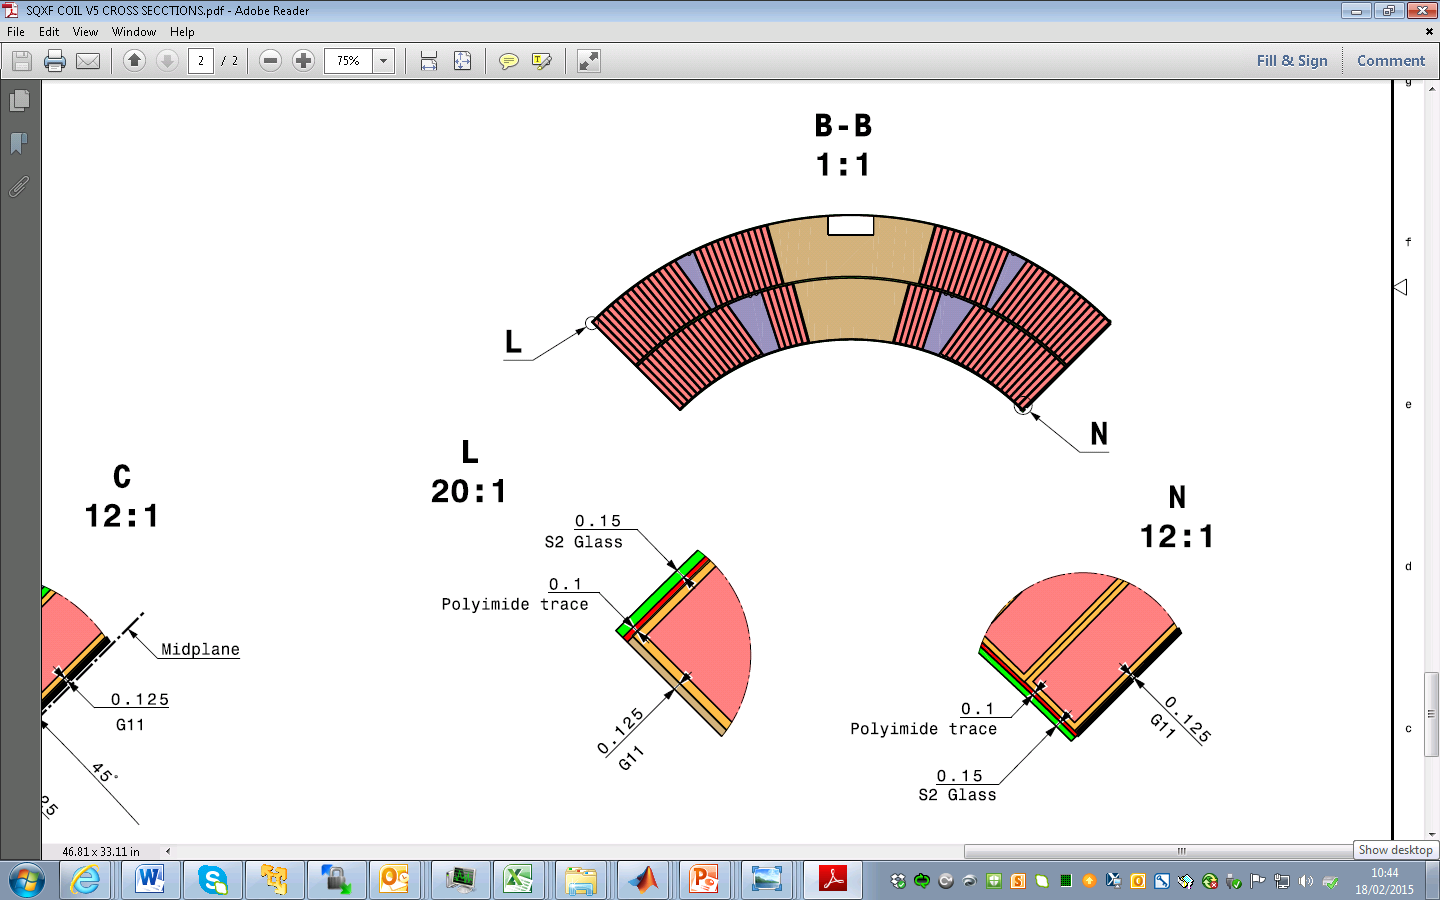 SQXF COIL V5 CROSS SECCTIONS.pdf - Adobe Reader
File Edit View Window Help
2 / 2 75% Fill & Sign Comment
B-B
1:1
f
L
e
N
L
20:1
C
12:1
N
12:1
0.15
S2 Glass
0.1
Polyimide trace
d
Midplane
0.125
G11
0.125
G11
0.1
Polyimide trace
0.125
G11
c
0.15
S2 Glass
45°
25
46.81 x 33.11 in
Show desktop
10:44
18/02/2015